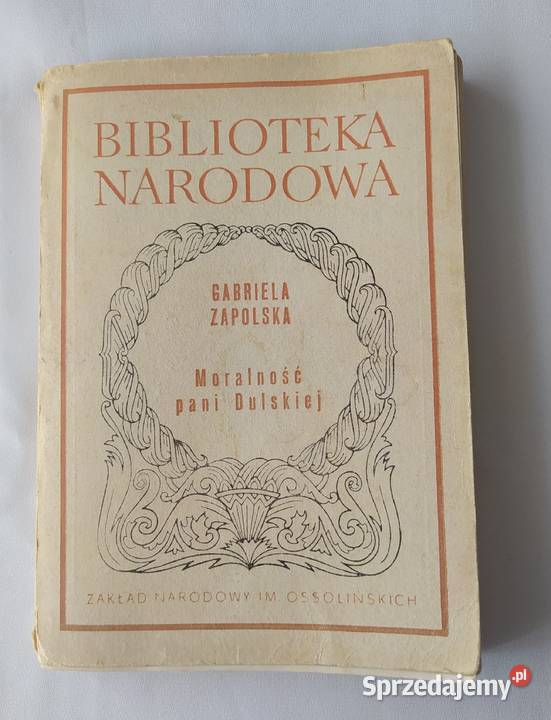 BIBLIOTEKA
NARODOWA
GABRIELA
ZAPOLSKA
Moralność
pani Dulskiej
ZAKŁAD NARODOWY IM. OSSOLIŃSKICH
Sprzedajemy.pl